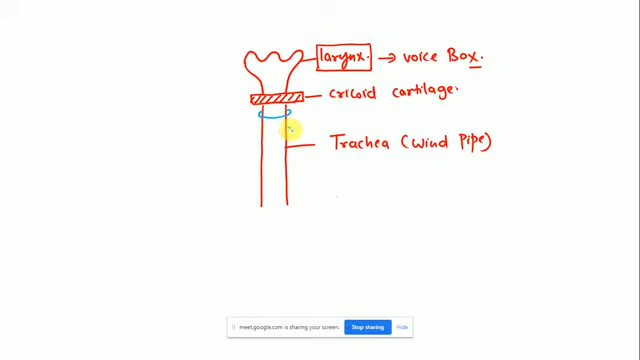 larynx. → voice Box.
cricoid cartilage.
Trachea (wind pipe)
meet.google.com is sharing your screen. Stop sharing Hide